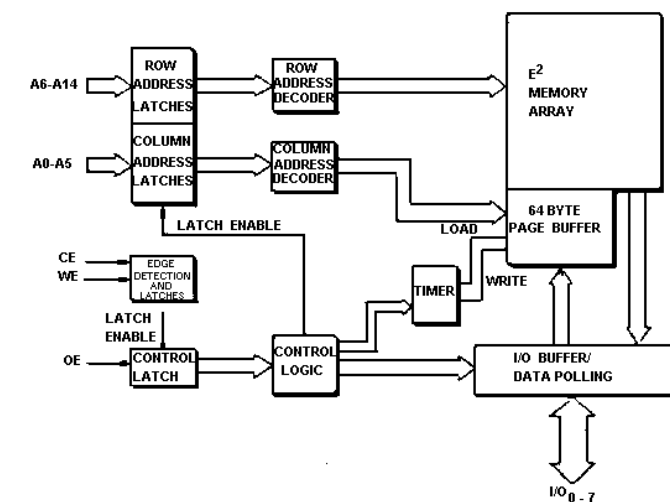 A6-A14
ROW
ADDRESS
LATCHES
ROW
ADDRESS
DECODER
E2
MEMORY
ARRAY
A0-A5
COLUMN
ADDRESS
LATCHES
COLUMN
ADDRESS
DECODER
64 BYTE
PAGE BUFFER
LATCH ENABLE
LOAD
CE
WE
EDGE
DETECTION
AND
LATCHES
TIMER
WRITE
LATCH
ENABLE
OE
CONTROL
LATCH
CONTROL
LOGIC
I/O BUFFER/
DATA POLLING
I/O0 - 7